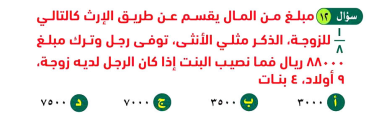 سؤال ١٢ مبلغ من المال يقسم عن طريق الإرث كالتالي
١/٨ للزوجة، الذكر مثلي الأنثى، توفى رجل وترك مبلغ
٨٨٠٠٠ ريال فما نصيب البنت إذا كان الرجل لديه زوجة،
٩ أولاد، ٤ بنات
أ ٣٠٠٠ ب ٣٥٠٠ ج ٧٠٠٠ د ٧٥٠٠